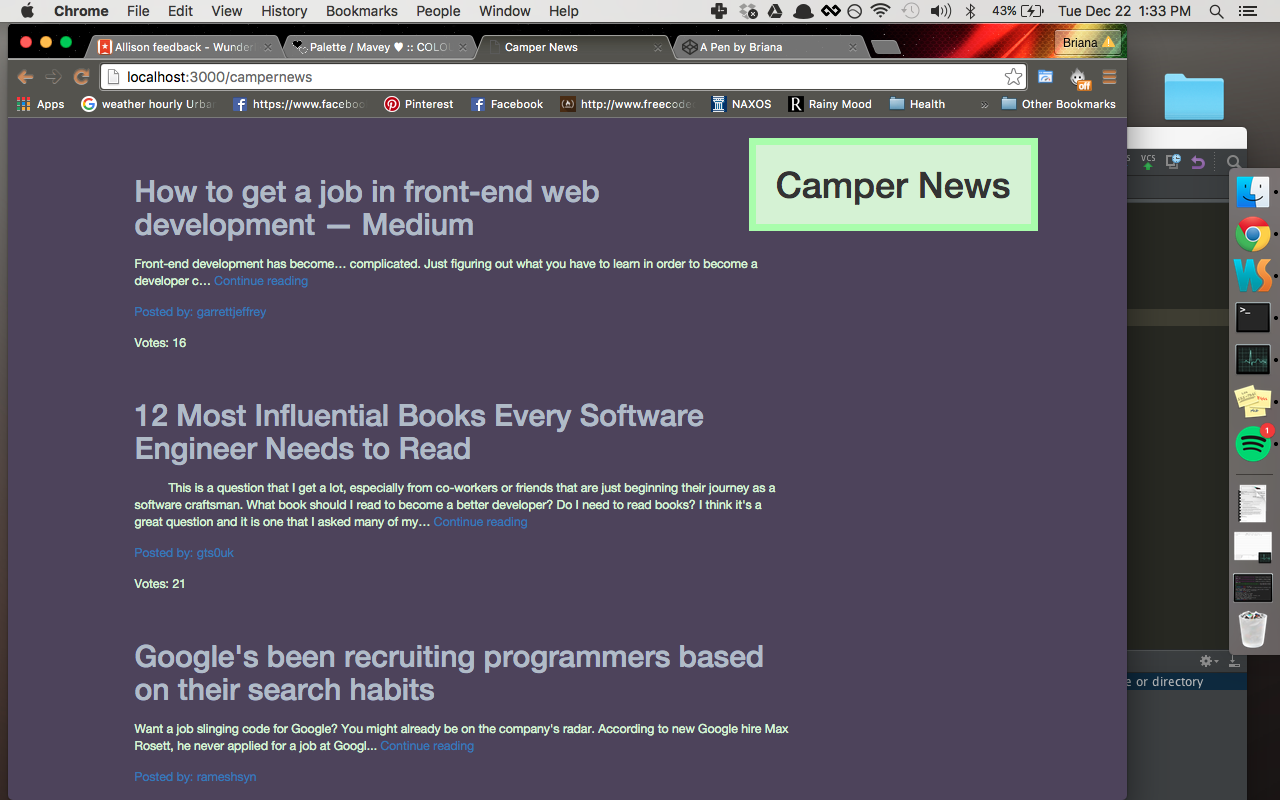 Chrome File Edit View History Bookmarks People Window Help 43% Tue Dec 22 1:33 PM
Allison feedback - Wunder Palette / Mavey ♥ :: COLOU Camper News A Pen by Briana Briana
localhost:3000/campernews
Apps weather hourly Urba https://www.faceboo Pinterest Facebook http://www.freecode NAXOS R Rainy Mood Health » Other Bookmarks
Camper News
How to get a job in front-end web
development — Medium
Front-end development has become… complicated. Just figuring out what you have to learn in order to become a
developer c... Continue reading
Posted by: garrettjeffrey
Votes: 16
12 Most Influential Books Every Software
Engineer Needs to Read
This is a question that I get a lot, especially from co-workers or friends that are just beginning their journey as a
software craftsman. What book should I read to become a better developer? Do I need to read books? I think it's a
great question and it is one that I asked many of my... Continue reading
Posted by: gts0uk
Votes: 21
Google's been recruiting programmers based
on their search habits
Want a job slinging code for Google? You might already be on the company's radar. According to new Google hire Max
Rosett, he never applied for a job at Googl... Continue reading
Posted by: rameshsyn
VCS
off
WS
1
e or directory